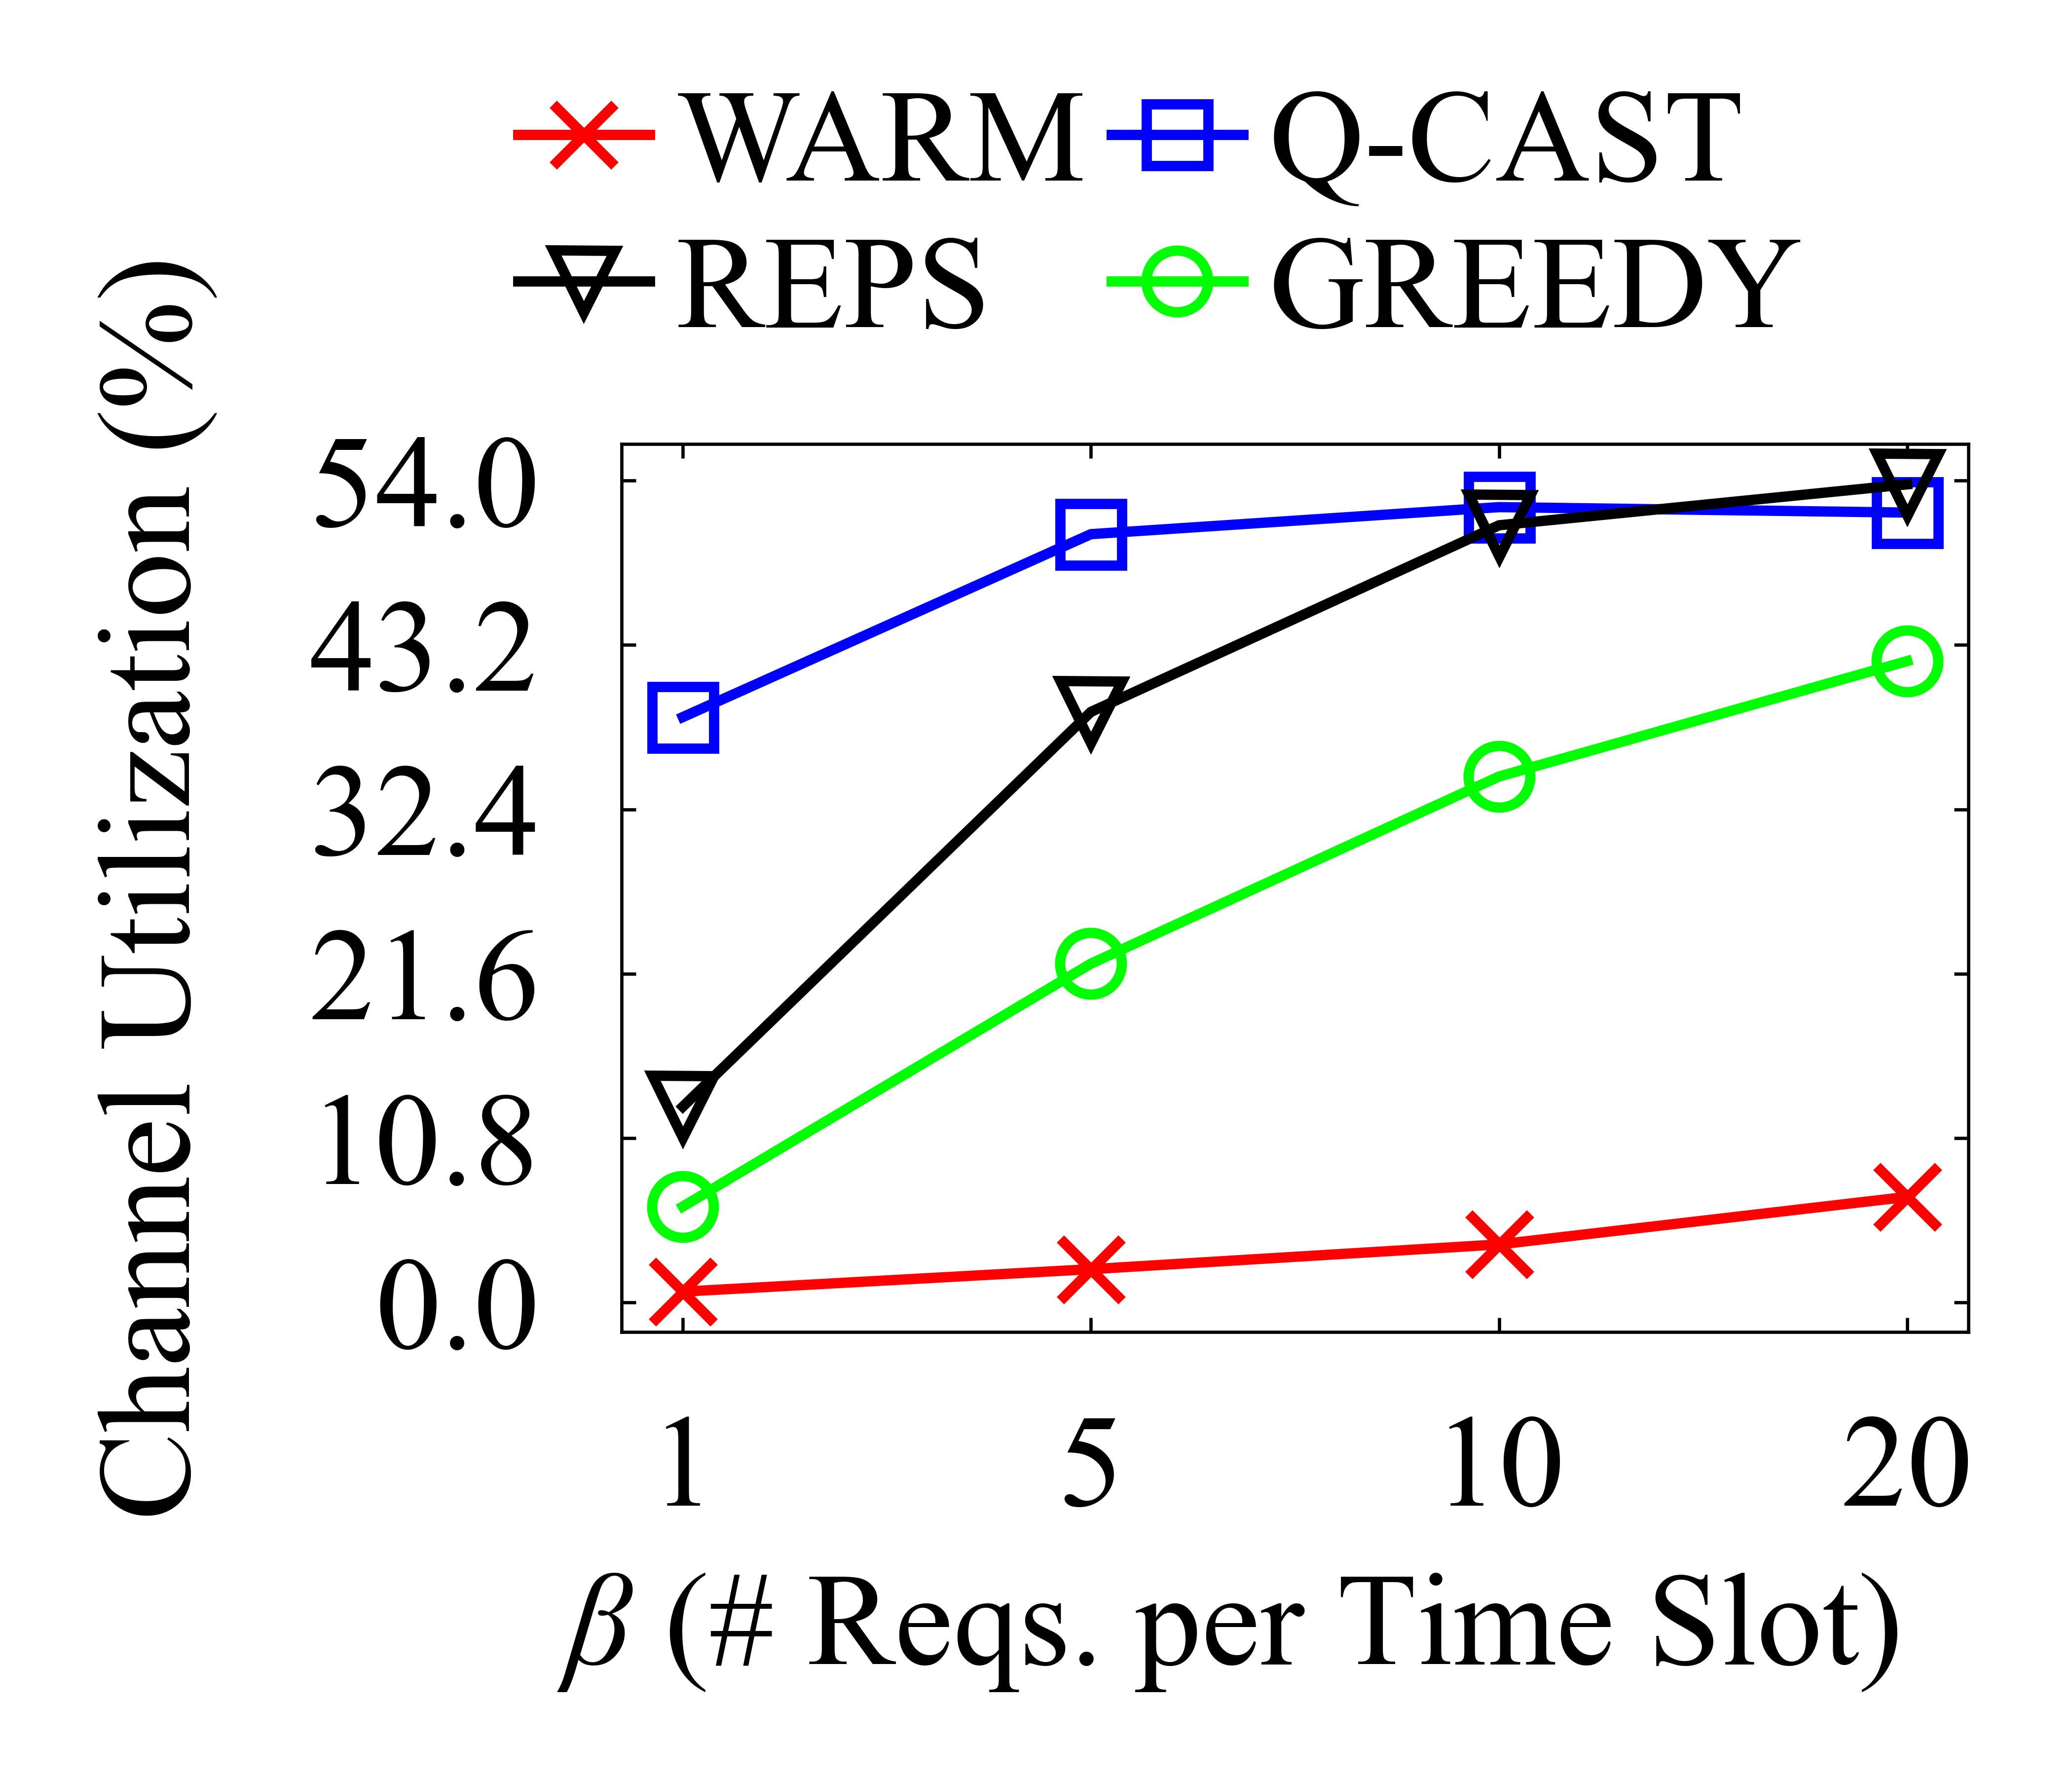 WARM Q-CAST
REPS GREEDY
Channel Utilization (%)
54.0
43.2
32.4
21.6
10.8
0.0
1 5 10 20
β (# Reqs. per Time Slot)